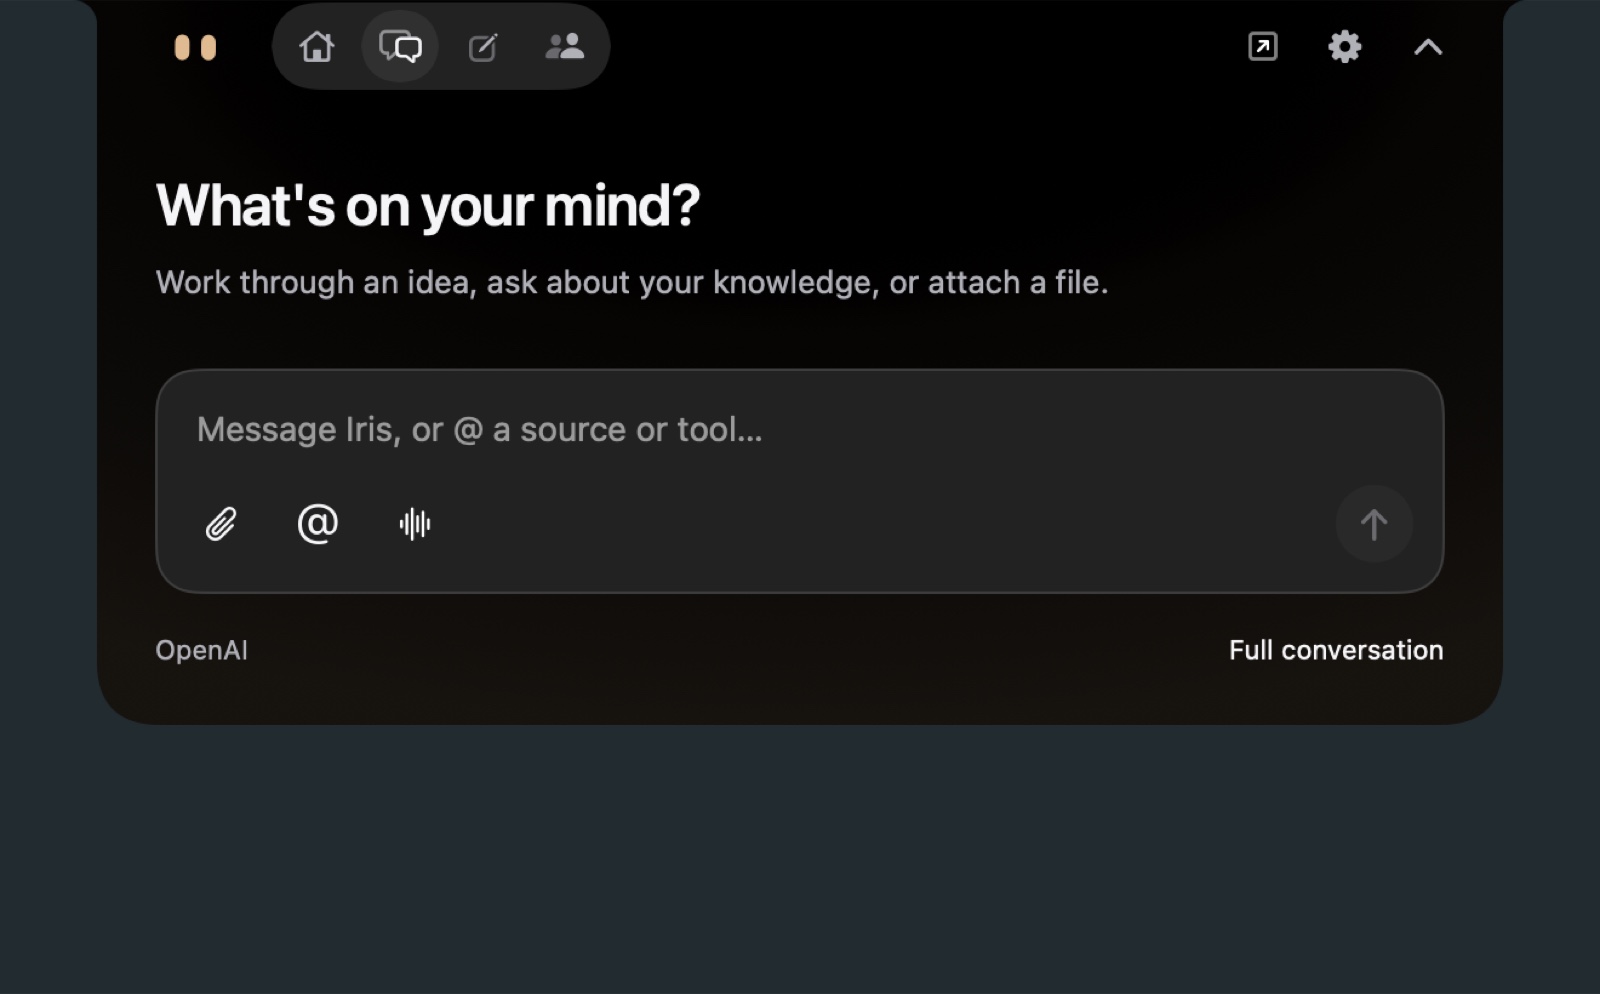 What's on your mind?
Work through an idea, ask about your knowledge, or attach a file.
Message Iris, or @ a source or tool...
@
OpenAI
Full conversation